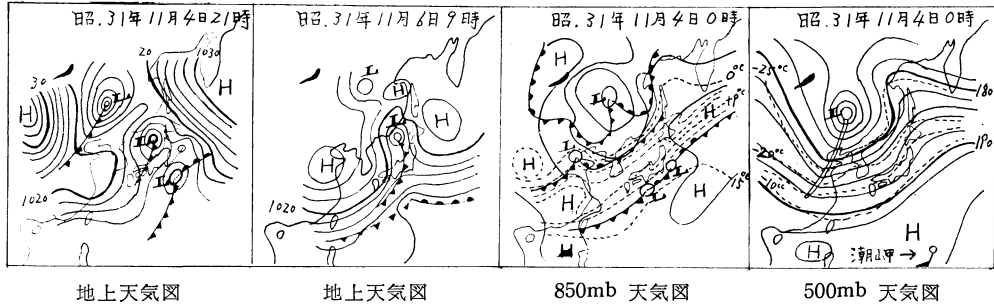 昭.31年11月4日21時
30
20
1030
H
L
H
L
L
1020
地上天気図
昭.31年11月6日9時
L
H
L
H
H
1020
地上天気図
昭.31年11月4日0時
H
0°C
L
H
L
H
L
H
H
L
15°C
850mb 天気図
昭.31年11月4日0時
-25°C
L
180
-20°C
190
H
H
潮岬→
500mb 天気図